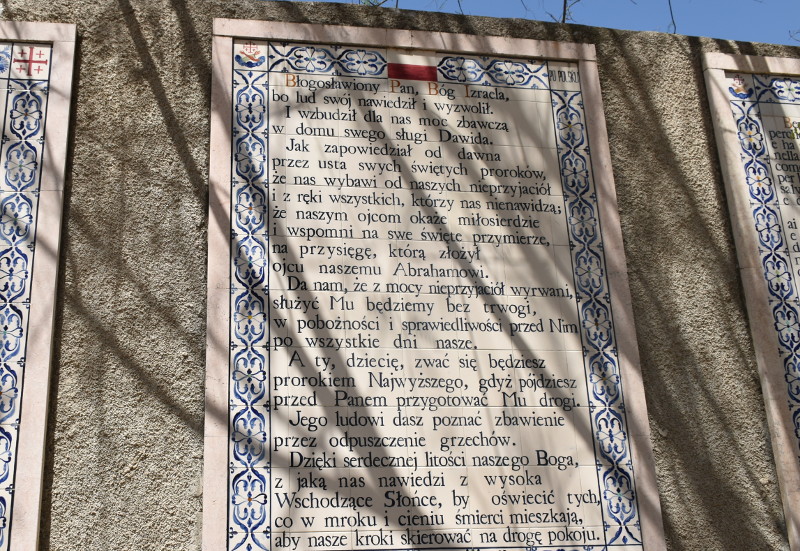 PO POLSKU
Błogosławiony Pan, Bóg Izraela,
bo lud swój nawiedził i wyzwolił.
I wzbudził dla nas moc zbawczą
w domu swego sługi Dawida.
Jak zapowiedział od dawna
przez usta swych świętych proroków,
że nas wybawi od naszych nieprzyjaciół
i z ręki wszystkich, którzy nas nienawidzą;
że naszym ojcom okaże miłosierdzie
i wspomni na swe święte przymierze,
na przysięgę, którą złożył
ojcu naszemu Abrahamowi.
Da nam, że z mocy nieprzyjaciół wyrwani,
służyć Mu będziemy bez trwogi,
w pobożności i sprawiedliwości przed Nim
po wszystkie dni nasze.
A ty, dziecię, zwać się będziesz
prorokiem Najwyższego, gdyż pójdziesz
przed Panem przygotować Mu drogi.
Jego ludowi dasz poznać zbawienie
przez odpuszczenie grzechów.
Dzięki serdecznej litości naszego Boga,
z jaką nas nawiedzi z wysoka
Wschodzące Słońce, by oświecić tych,
co w mroku i cieniu śmierci mieszkają,
aby nasze kroki skierować na drogę pokoju.